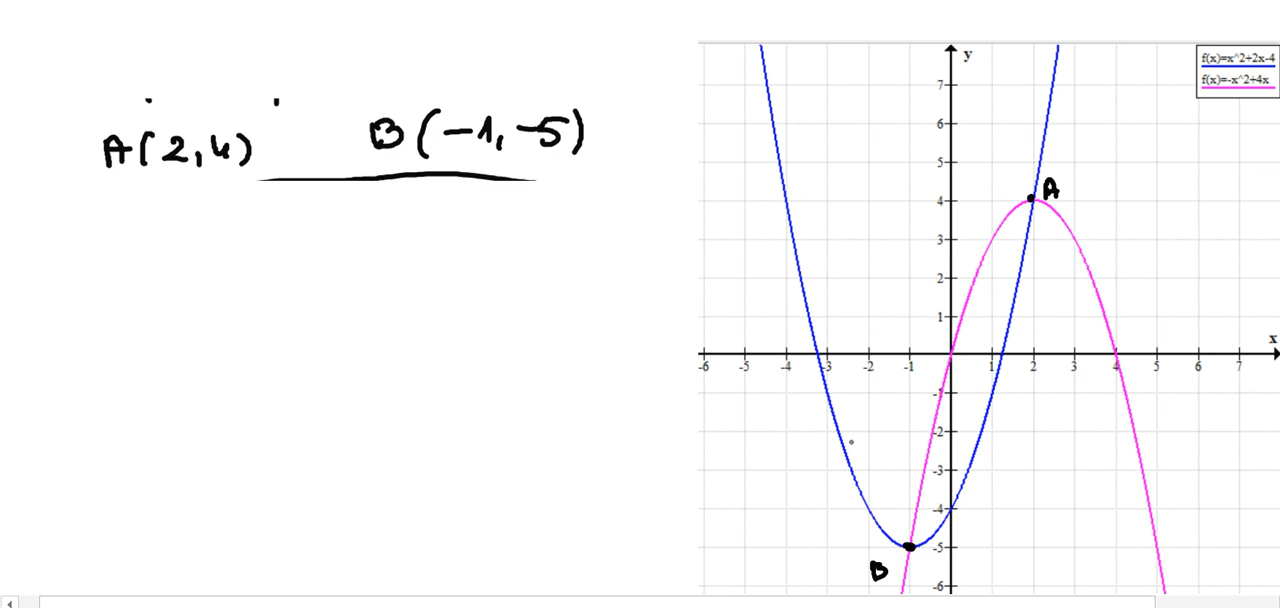 A(2,4) B(-1,-5)
f(x)=x^2+2x-4
f(x)=-x^2+4x
y
7
6
5
4 A
3
2
1
x
-6 -5 -4 -3 -2 -1 1 2 3 4 5 6 7
-1
-2
-3
-4
-5
B
-6